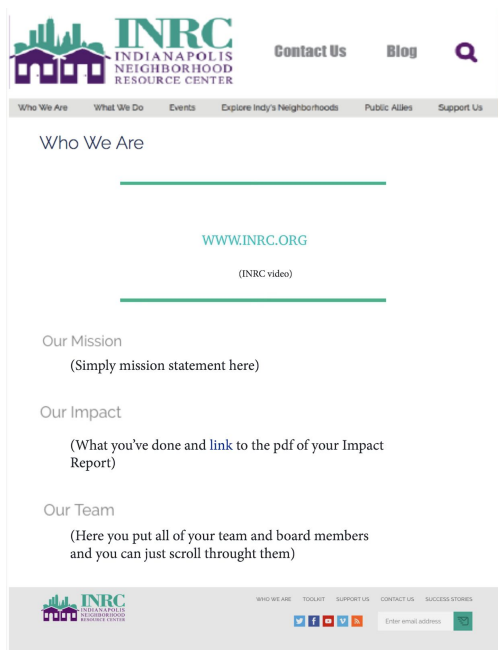 INRC
INDIANAPOLIS
NEIGHBORHOOD
RESOURCE CENTER
Contact Us
Blog
Who We Are
What We Do
Events
Explore Indy's Neighborhoods
Public Allies
Support Us
Who We Are
WWW.INRC.ORG
(INRC video)
Our Mission
(Simply mission statement here)
Our Impact
(What you've done and link to the pdf of your Impact
Report)
Our Team
(Here you put all of your team and board members
and you can just scroll throught them)
INRC
INDIANAPOLIS
NEIGHBORHOOD
RESOURCE CENTER
WHO WE ARE
TOOLKIT
SUPPORT US
CONTACT US
SUCCESS STORIES
Enter email address